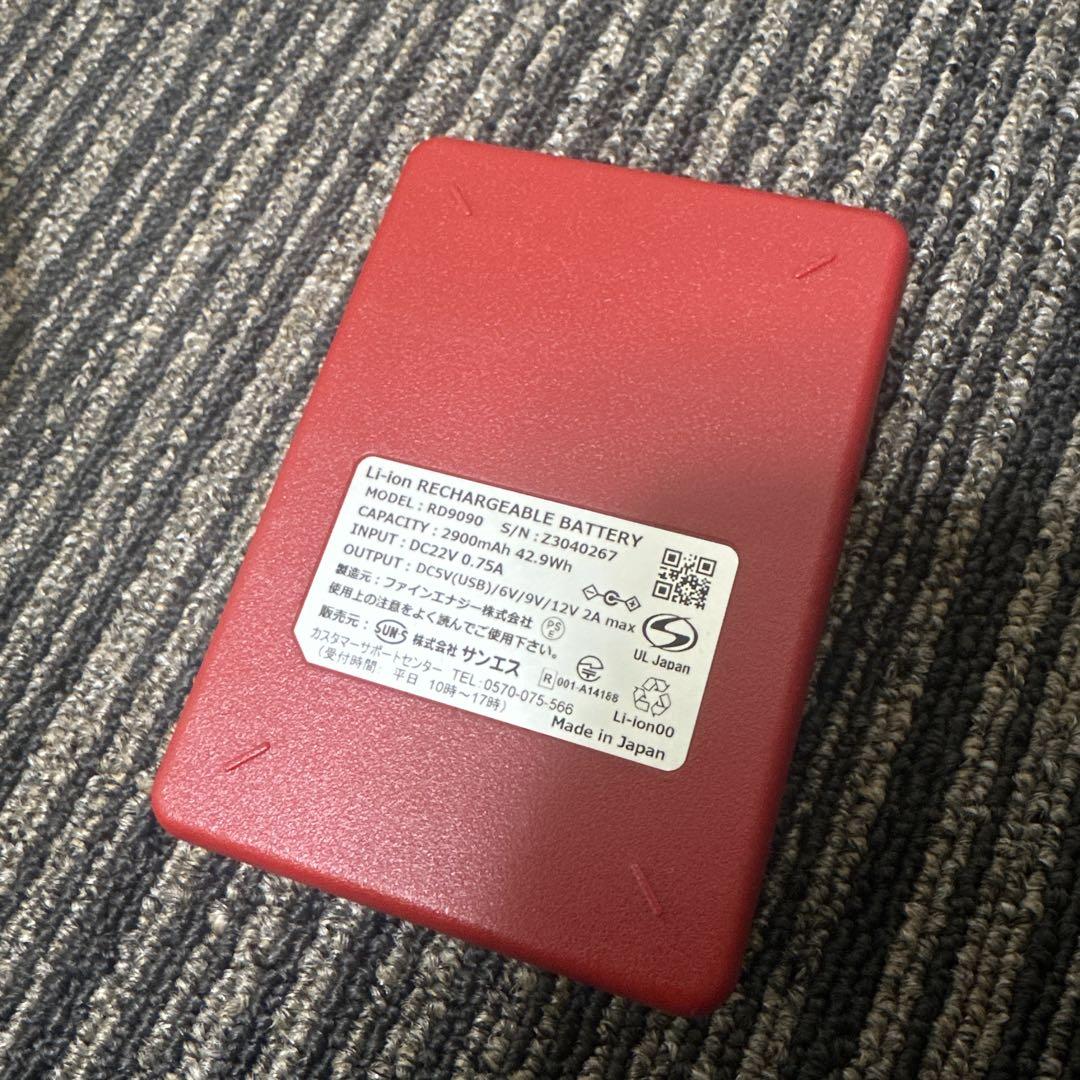 Li-ion RECHARGEABLE BATTERY
MODEL : RD9090 S/N : Z3040267
CAPACITY : 2900mAh 42.9Wh
INPUT : DC22V 0.75A
OUTPUT : DC5V(USB)/6V/9V/12V 2A max
製造元 : ファインエナジー株式会社 PSE
使用上の注意をよく読んでご使用下さい。
販売元 : SUN-S 株式会社 サンエス
カスタマーサポートセンター TEL:0570-075-566
(受付時間: 平日 10時~17時)
R 001-A14188
S
UL Japan
Li-ion00
Made in Japan